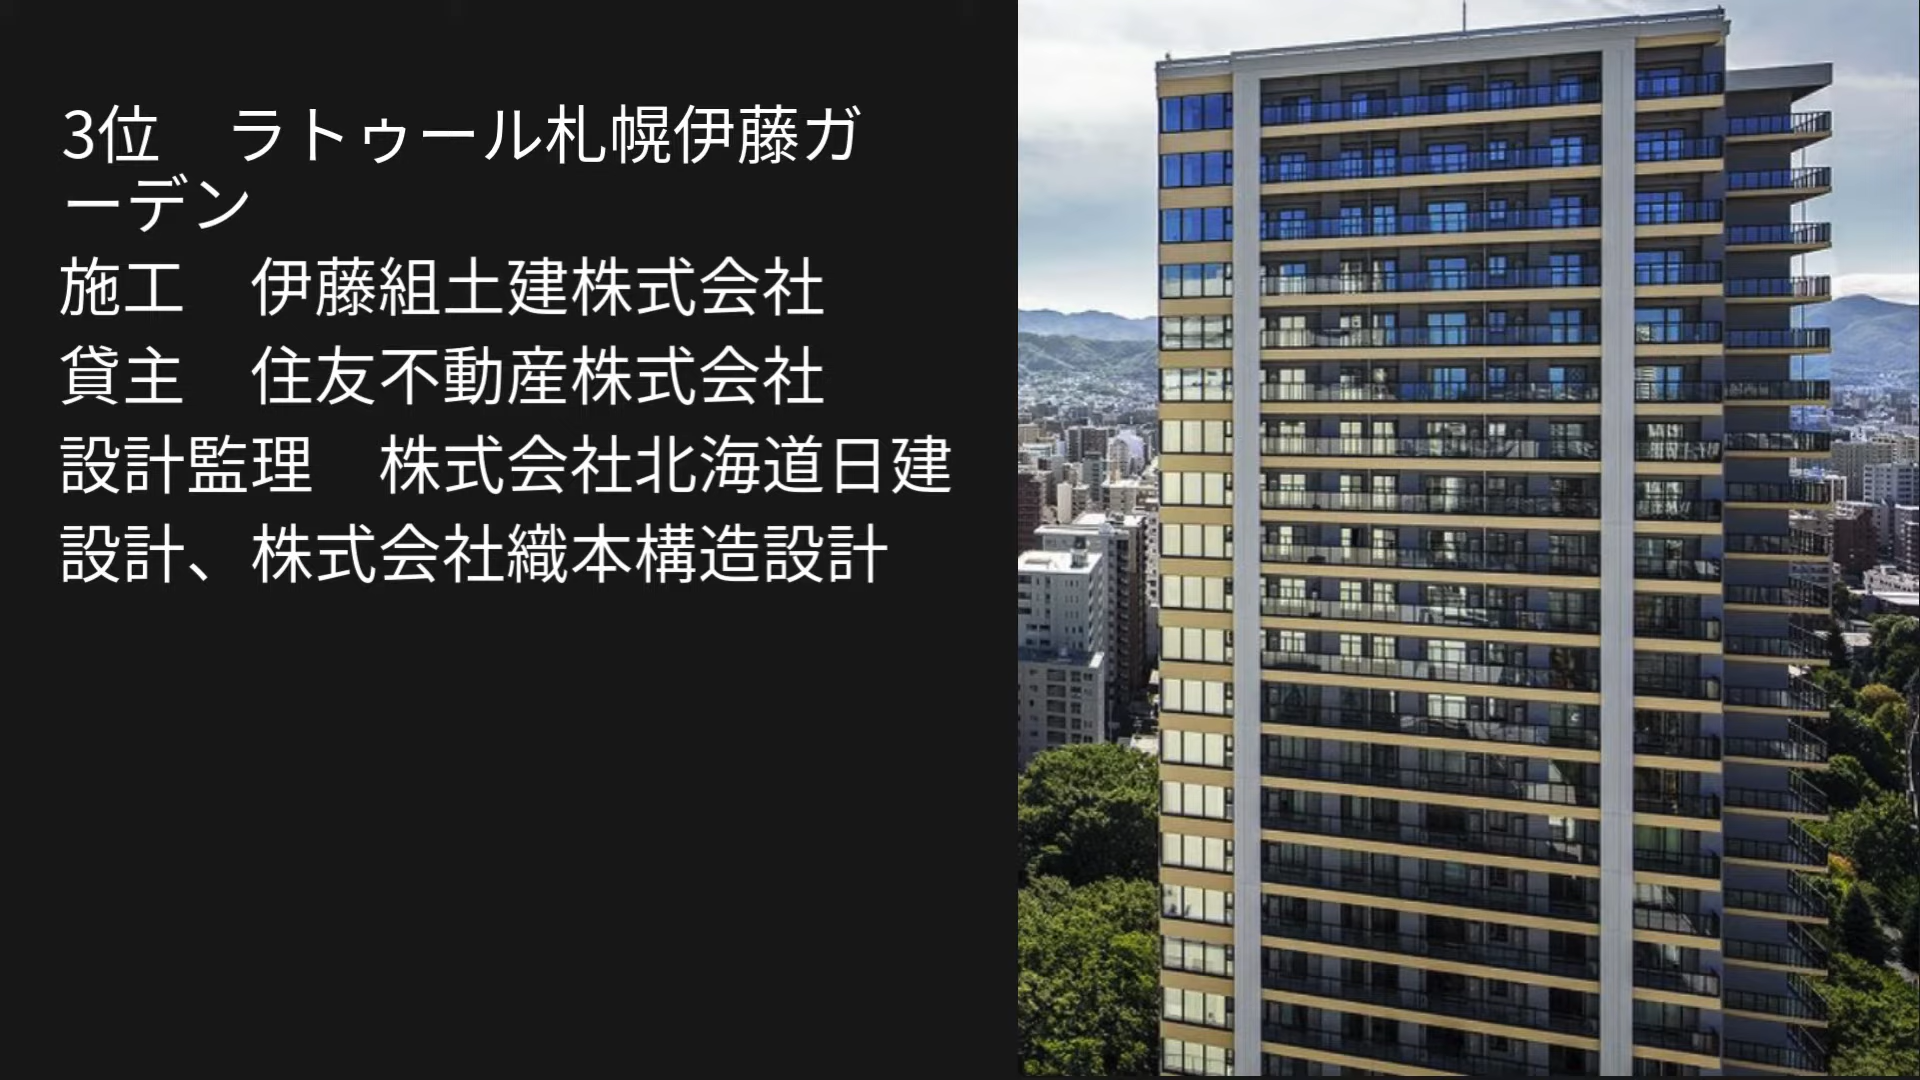 3位　ラトゥール札幌伊藤ガ
ーデン
施工　伊藤組土建株式会社
貸主　住友不動産株式会社
設計監理　株式会社北海道日建
設計、株式会社織本構造設計